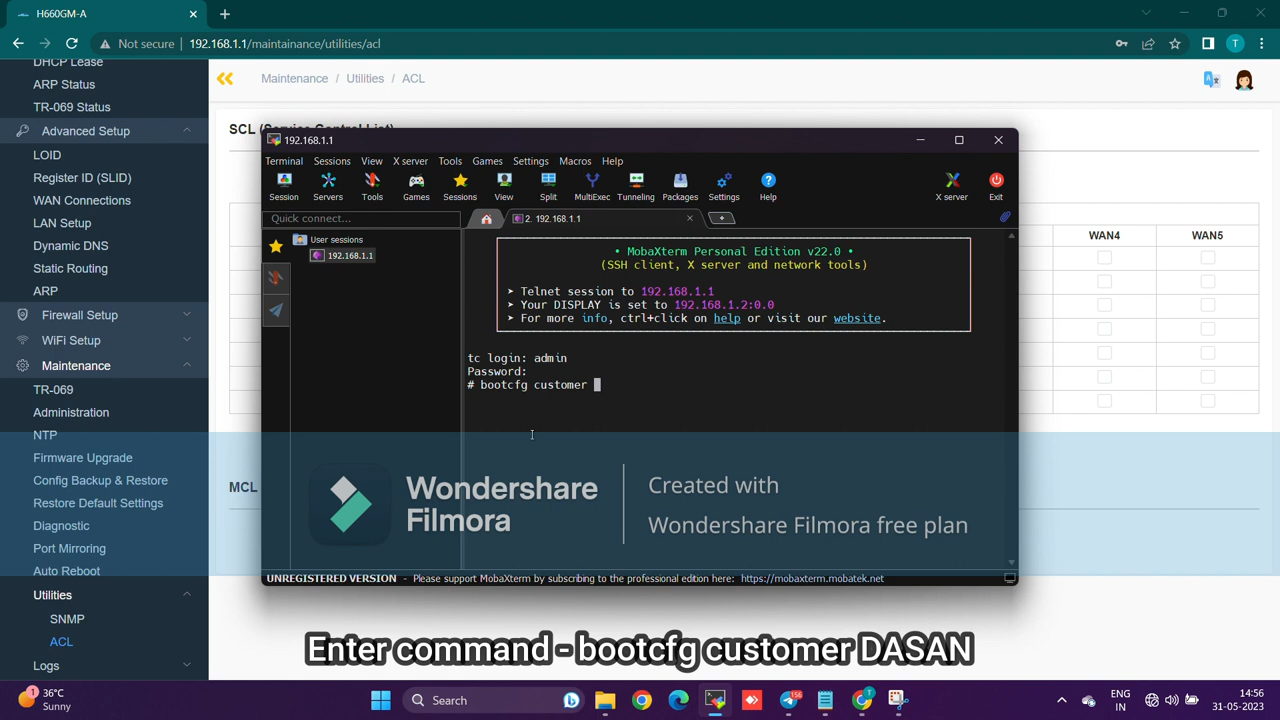 H660GM-A
Not secure
192.168.1.1/maintainance/utilities/acl
T
DHCP Lease
ARP Status
TR-069 Status
Advanced Setup
LOID
Register ID (SLID)
WAN Connections
LAN Setup
Dynamic DNS
Static Routing
ARP
Firewall Setup
WiFi Setup
Maintenance
TR-069
Administration
NTP
Firmware Upgrade
Config Backup & Restore
Restore Default Settings
Diagnostic
Port Mirroring
Auto Reboot
Utilities
SNMP
ACL
Logs
Maintenance / Utilities / ACL
SCL (Service Control List)
WAN4 WAN5
MCL
192.168.1.1
Terminal Sessions View X server Tools Games Settings Macros Help
Session Servers Tools Games Sessions View Split MultiExec Tunneling Packages Settings Help X server Exit
Quick connect...
2. 192.168.1.1
User sessions
192.168.1.1
• MobaXterm Personal Edition v22.0 •
(SSH client, X server and network tools)
➤ Telnet session to 192.168.1.1
➤ Your DISPLAY is set to 192.168.1.2:0.0
➤ For more info, ctrl+click on help or visit our website.
tc login: admin
Password:
# bootcfg customer
Wondershare
Filmora
Created with
Wondershare Filmora free plan
UNREGISTERED VERSION - Please support MobaXterm by subscribing to the professional edition here: https://mobaxterm.mobatek.net
Enter command - bootcfg customer DASAN
1
36°C
Sunny
Search
156
T
ENG
IN
14:56
31-05-2023